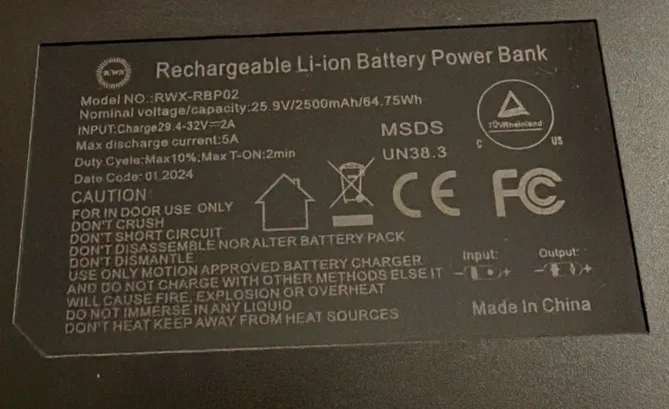 RWX
Rechargeable Li-ion Battery Power Bank
Model NO.:RWX-RBP02
Nominal voltage/capacity:25.9V/2500mAh/64.75Wh
INPUT:Charge29.4-32V⎓2A
Max discharge current:5A
Duty Cycle:Max10%;Max T-ON:2min
Date Code:01.2024
MSDS
UN38.3
TÜVRheinland
C US
CE FC
CAUTION:
FOR IN DOOR USE ONLY
DON'T CRUSH
DON'T SHORT CIRCUIT
DON'T DISASSEMBLE NOR ALTER BATTERY PACK
DON'T DISMANTLE
USE ONLY MOTION APPROVED BATTERY CHARGER
AND DO NOT CHARGE WITH OTHER METHODS ELSE IT
WILL CAUSE FIRE, EXPLOSION OR OVERHEAT
DO NOT IMMERSE IN ANY LIQUID
DON'T HEAT KEEP AWAY FROM HEAT SOURCES
Input: Output:
- + - +
Made In China